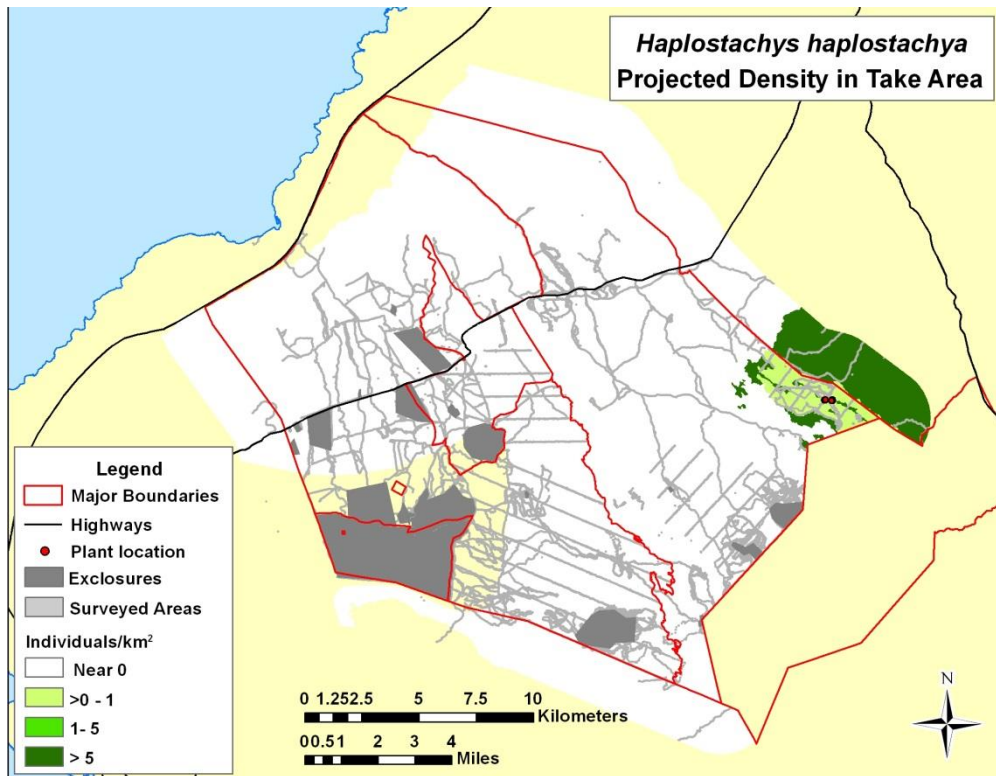 Haplostachys haplostachya
Projected Density in Take Area
Legend
Major Boundaries
Highways
Plant location
Exclosures
Surveyed Areas
Individuals/km²
Near 0
>0 - 1
1- 5
> 5
0 1.252.5 5 7.5 10
Kilometers
00.51 2 3 4
Miles
N